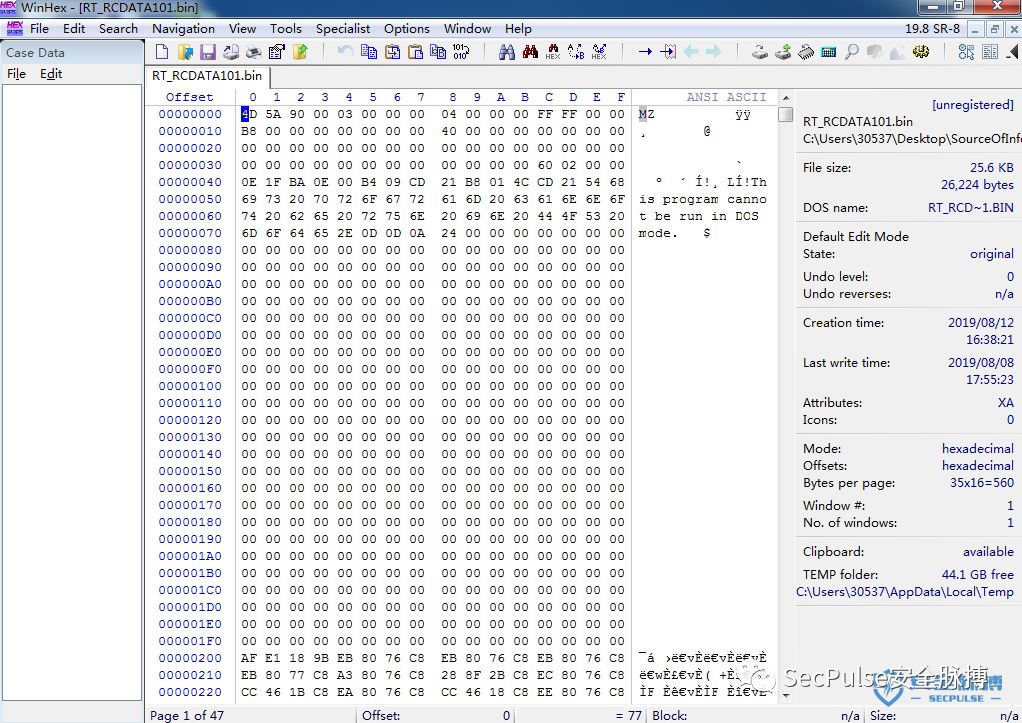 WinHex - [RT_RCDATA101.bin]
File Edit Search Navigation View Tools Specialist Options Window Help 19.8 SR-8
Case Data
File Edit
RT_RCDATA101.bin
Offset 0 1 2 3 4 5 6 7 8 9 A B C D E F ANSI ASCII
00000000 4D 5A 90 00 03 00 00 00 04 00 00 00 FF FF 00 00 MZ ÿÿ
00000010 B8 00 00 00 00 00 00 00 40 00 00 00 00 00 00 00 ¸ @
00000020 00 00 00 00 00 00 00 00 00 00 00 00 00 00 00 00
00000030 00 00 00 00 00 00 00 00 00 00 00 00 60 02 00 00 `
00000040 0E 1F BA 0E 00 B4 09 CD 21 B8 01 4C CD 21 54 68 º ´ Í!¸ LÍ!Th
00000050 69 73 20 70 72 6F 67 72 61 6D 20 63 61 6E 6E 6F is program canno
00000060 74 20 62 65 20 72 75 6E 20 69 6E 20 44 4F 53 20 t be run in DOS
00000070 6D 6F 64 65 2E 0D 0D 0A 24 00 00 00 00 00 00 00 mode. $
00000080 00 00 00 00 00 00 00 00 00 00 00 00 00 00 00 00
00000090 00 00 00 00 00 00 00 00 00 00 00 00 00 00 00 00
000000A0 00 00 00 00 00 00 00 00 00 00 00 00 00 00 00 00
000000B0 00 00 00 00 00 00 00 00 00 00 00 00 00 00 00 00
000000C0 00 00 00 00 00 00 00 00 00 00 00 00 00 00 00 00
000000D0 00 00 00 00 00 00 00 00 00 00 00 00 00 00 00 00
000000E0 00 00 00 00 00 00 00 00 00 00 00 00 00 00 00 00
000000F0 00 00 00 00 00 00 00 00 00 00 00 00 00 00 00 00
00000100 00 00 00 00 00 00 00 00 00 00 00 00 00 00 00 00
00000110 00 00 00 00 00 00 00 00 00 00 00 00 00 00 00 00
00000120 00 00 00 00 00 00 00 00 00 00 00 00 00 00 00 00
00000130 00 00 00 00 00 00 00 00 00 00 00 00 00 00 00 00
00000140 00 00 00 00 00 00 00 00 00 00 00 00 00 00 00 00
00000150 00 00 00 00 00 00 00 00 00 00 00 00 00 00 00 00
00000160 00 00 00 00 00 00 00 00 00 00 00 00 00 00 00 00
00000170 00 00 00 00 00 00 00 00 00 00 00 00 00 00 00 00
00000180 00 00 00 00 00 00 00 00 00 00 00 00 00 00 00 00
00000190 00 00 00 00 00 00 00 00 00 00 00 00 00 00 00 00
000001A0 00 00 00 00 00 00 00 00 00 00 00 00 00 00 00 00
000001B0 00 00 00 00 00 00 00 00 00 00 00 00 00 00 00 00
000001C0 00 00 00 00 00 00 00 00 00 00 00 00 00 00 00 00
000001D0 00 00 00 00 00 00 00 00 00 00 00 00 00 00 00 00
000001E0 00 00 00 00 00 00 00 00 00 00 00 00 00 00 00 00
000001F0 00 00 00 00 00 00 00 00 00 00 00 00 00 00 00 00
00000200 AF E1 18 9B EB 80 76 C8 EB 80 76 C8 EB 80 76 C8 ¯á ›ë€vÈë€vÈë€vÈ
00000210 EB 80 77 C8 A3 80 76 C8 28 8F 2B C8 EC 80 76 C8 ë€wÈ£€vÈ( +È
00000220 CC 46 1B C8 EA 80 76 C8 CC 46 18 C8 EE 80 76 C8 ÌF Èê€vÈÌF Èî€vÈ
[unregistered]
RT_RCDATA101.bin
C:\Users\30537\Desktop\SourceOfInfo
File size: 25.6 KB
26,224 bytes
DOS name: RT_RCD~1.BIN
Default Edit Mode
State: original
Undo level: 0
Undo reverses: n/a
Creation time: 2019/08/12
16:38:21
Last write time: 2019/08/08
17:55:23
Attributes: XA
Icons: 0
Mode: hexadecimal
Offsets: hexadecimal
Bytes per page: 35x16=560
Window #: 1
No. of windows: 1
Clipboard: available
TEMP folder: 44.1 GB free
C:\Users\30537\AppData\Local\Temp
SecPulse安全脉搏
SECPULSE.COM
Page 1 of 47 Offset: 0 = 77 Block: n/a Size: n/a